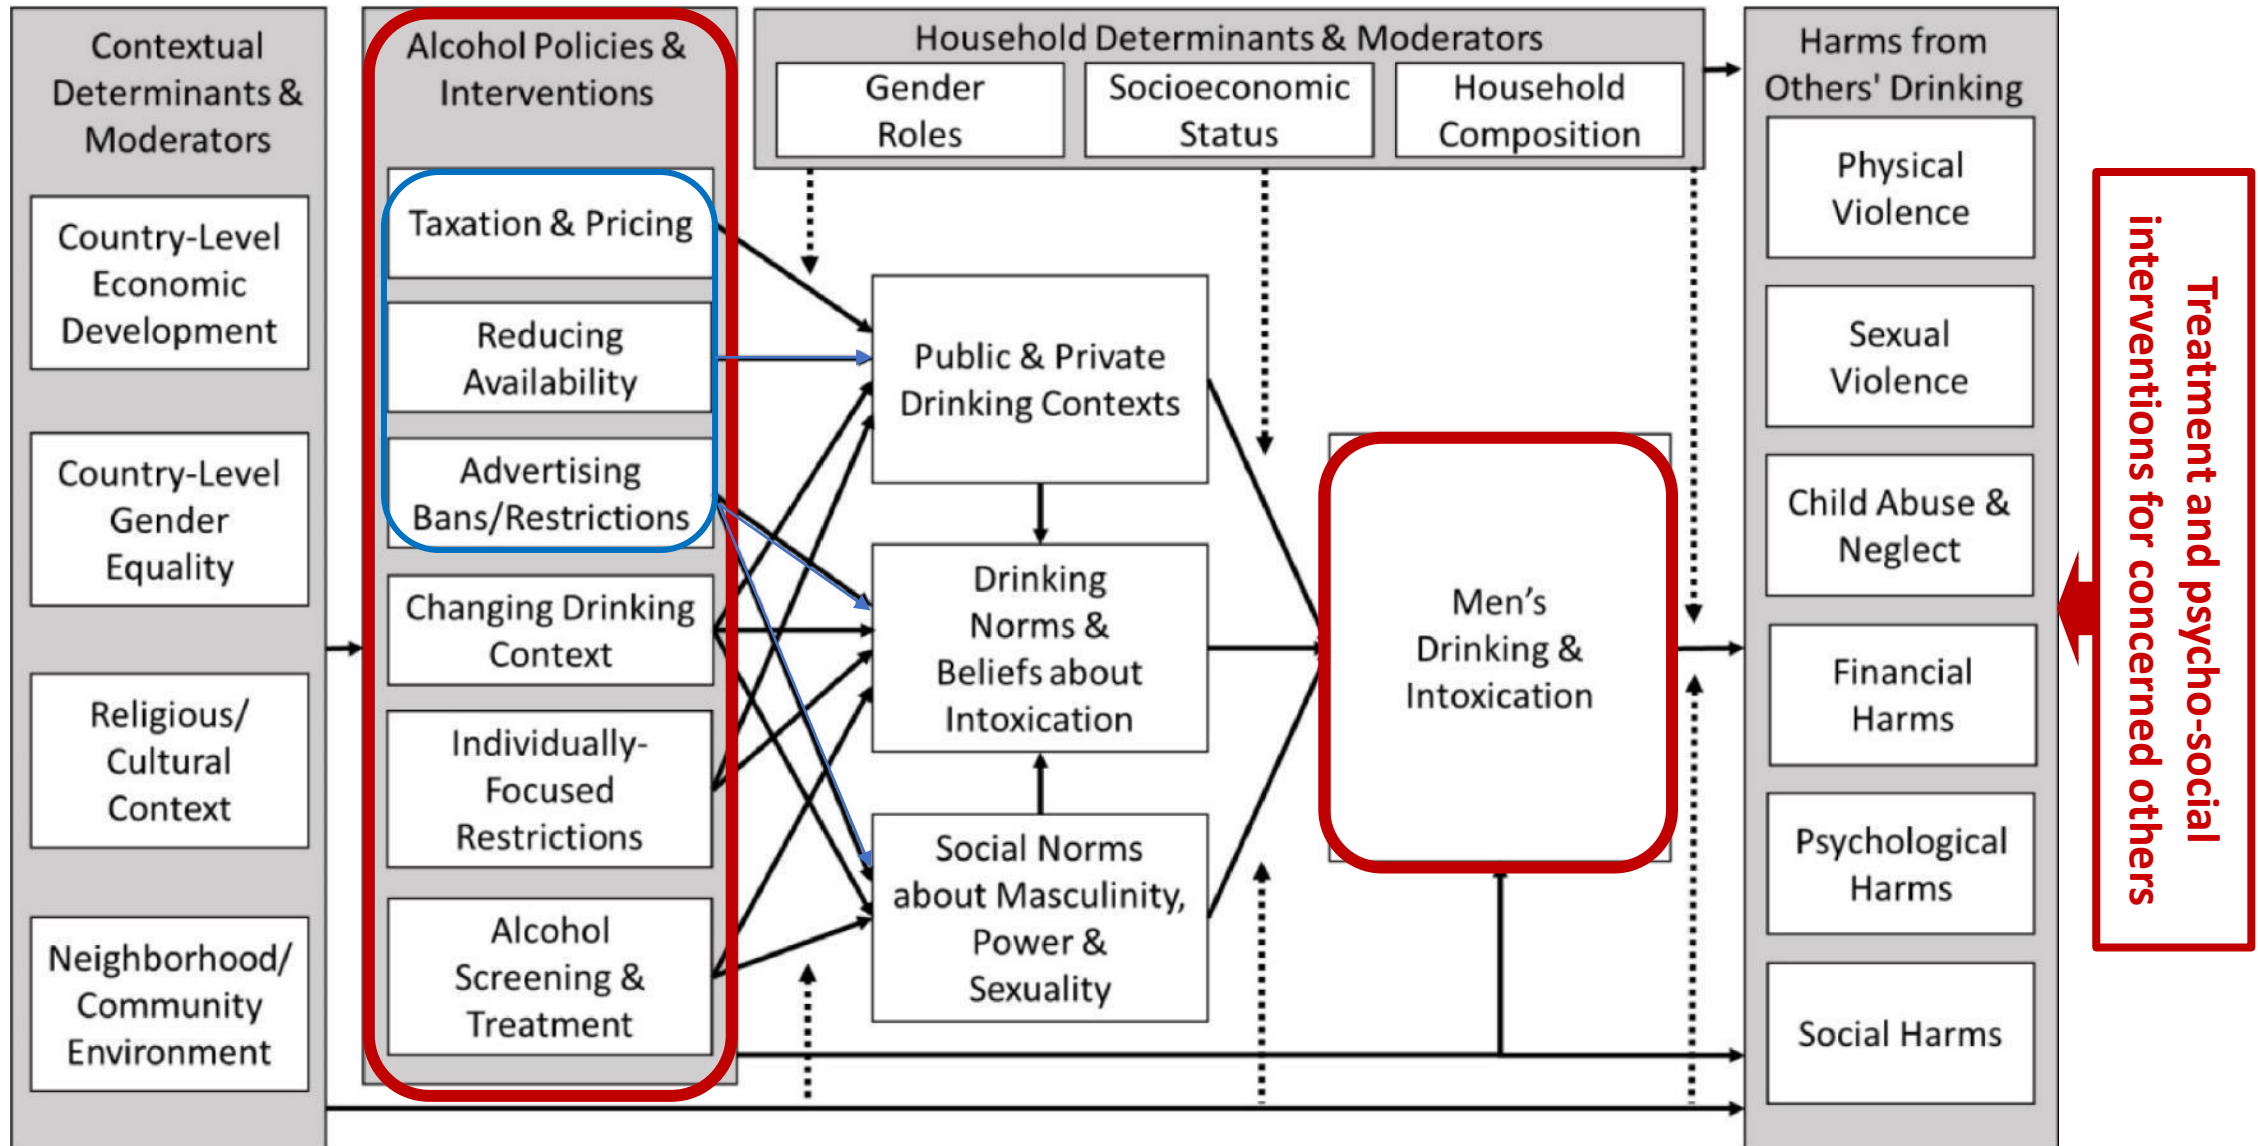 Contextual
Determinants &
Moderators
Country-Level
Economic
Development
Country-Level
Gender
Equality
Religious/
Cultural
Context
Neighborhood/
Community
Environment
Alcohol Policies &
Interventions
Taxation & Pricing
Reducing
Availability
Advertising
Bans/Restrictions
Changing Drinking
Context
Individually-
Focused
Restrictions
Alcohol
Screening &
Treatment
Household Determinants & Moderators
Gender
Roles
Socioeconomic
Status
Household
Composition
Public & Private
Drinking Contexts
Drinking
Norms &
Beliefs about
Intoxication
Social Norms
about Masculinity,
Power &
Sexuality
Men's
Drinking &
Intoxication
Harms from
Others' Drinking
Physical
Violence
Sexual
Violence
Child Abuse &
Neglect
Financial
Harms
Psychological
Harms
Social Harms
Treatment and psycho-social
interventions for concerned others